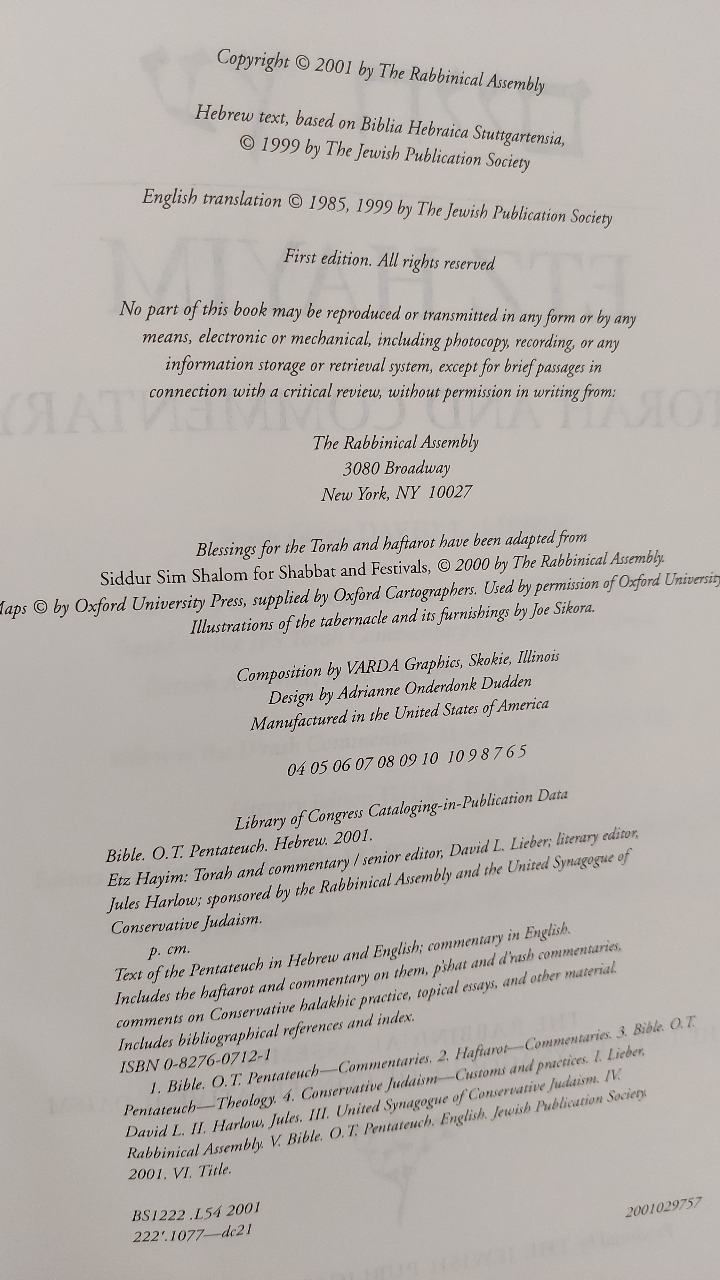 Copyright © 2001 by The Rabbinical Assembly
Hebrew text, based on Biblia Hebraica Stuttgartensia,
© 1999 by The Jewish Publication Society
English translation © 1985, 1999 by The Jewish Publication Society
First edition. All rights reserved
No part of this book may be reproduced or transmitted in any form or by any
means, electronic or mechanical, including photocopy, recording, or any
information storage or retrieval system, except for brief passages in
connection with a critical review, without permission in writing from:
The Rabbinical Assembly
3080 Broadway
New York, NY 10027
Blessings for the Torah and haftarot have been adapted from
Siddur Sim Shalom for Shabbat and Festivals, © 2000 by The Rabbinical Assembly.
Maps © by Oxford University Press, supplied by Oxford Cartographers. Used by permission of Oxford University
Illustrations of the tabernacle and its furnishings by Joe Sikora.
Composition by VARDA Graphics, Skokie, Illinois
Design by Adrianne Onderdonk Dudden
Manufactured in the United States of America
04 05 06 07 08 09 10 10 9 8 7 6 5
Library of Congress Cataloging-in-Publication Data
Bible. O.T. Pentateuch. Hebrew. 2001.
Etz Hayim: Torah and commentary / senior editor, David L. Lieber; literary editor,
Jules Harlow; sponsored by the Rabbinical Assembly and the United Synagogue of
Conservative Judaism.
p. cm.
Text of the Pentateuch in Hebrew and English; commentary in English.
Includes the haftarot and commentary on them, p'shat and d'rash commentaries,
comments on Conservative halakhic practice, topical essays, and other material.
Includes bibliographical references and index.
ISBN 0-8276-0712-1
1. Bible. O.T. Pentateuch—Commentaries. 2. Haftarot—Commentaries. 3. Bible. O.T.
Pentateuch—Theology. 4. Conservative Judaism—Customs and practices. I. Lieber,
David L. II. Harlow, Jules. III. United Synagogue of Conservative Judaism. IV.
Rabbinical Assembly. V. Bible. O.T. Pentateuch. English. Jewish Publication Society.
2001. VI. Title.
BS1222 .L54 2001
222'.1077—dc21
2001029757